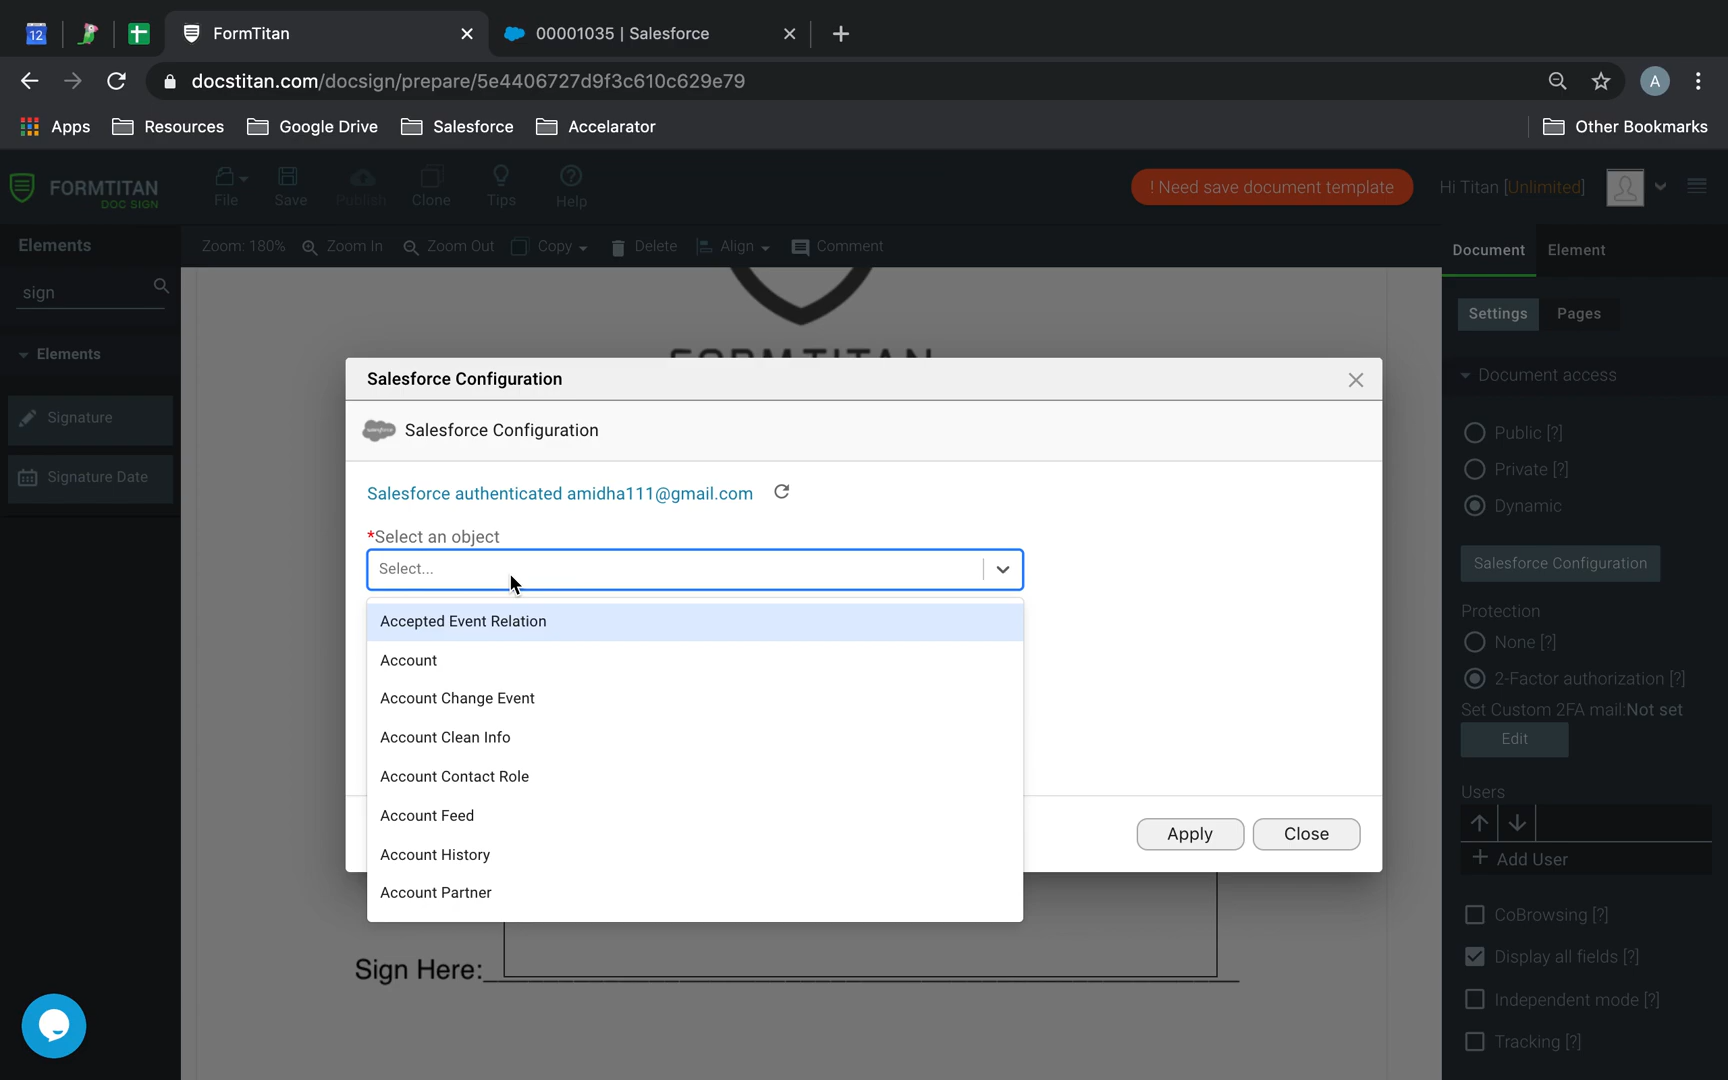 12
FormTitan
00001035 | Salesforce
docstitan.com/docsign/prepare/5e4406727d9f3c610c629e79
A
Apps
Resources
Google Drive
Salesforce
Accelarator
Other Bookmarks
FORMTITAN
DOC SIGN
File
Save
Publish
Clone
Tips
Help
! Need save document template
Hi Titan [Unlimited]
Elements
Zoom: 180%
Zoom In
Zoom Out
Copy
Delete
Align
Comment
Document
Element
sign
Settings
Pages
Elements
Signature
Signature Date
FORMTITAN
Salesforce Configuration
Salesforce Configuration
Salesforce authenticated amidha111@gmail.com
*Select an object
Select...
Accepted Event Relation
Account
Account Change Event
Account Clean Info
Account Contact Role
Account Feed
Account History
Account Partner
Apply
Close
Sign Here:
Document access
Public [?]
Private [?]
Dynamic
Salesforce Configuration
Protection
None [?]
2-Factor authorization [?]
Set Custom 2FA mail:Not set
Edit
Users
+ Add User
CoBrowsing [?]
Display all fields [?]
Independent mode [?]
Tracking [?]